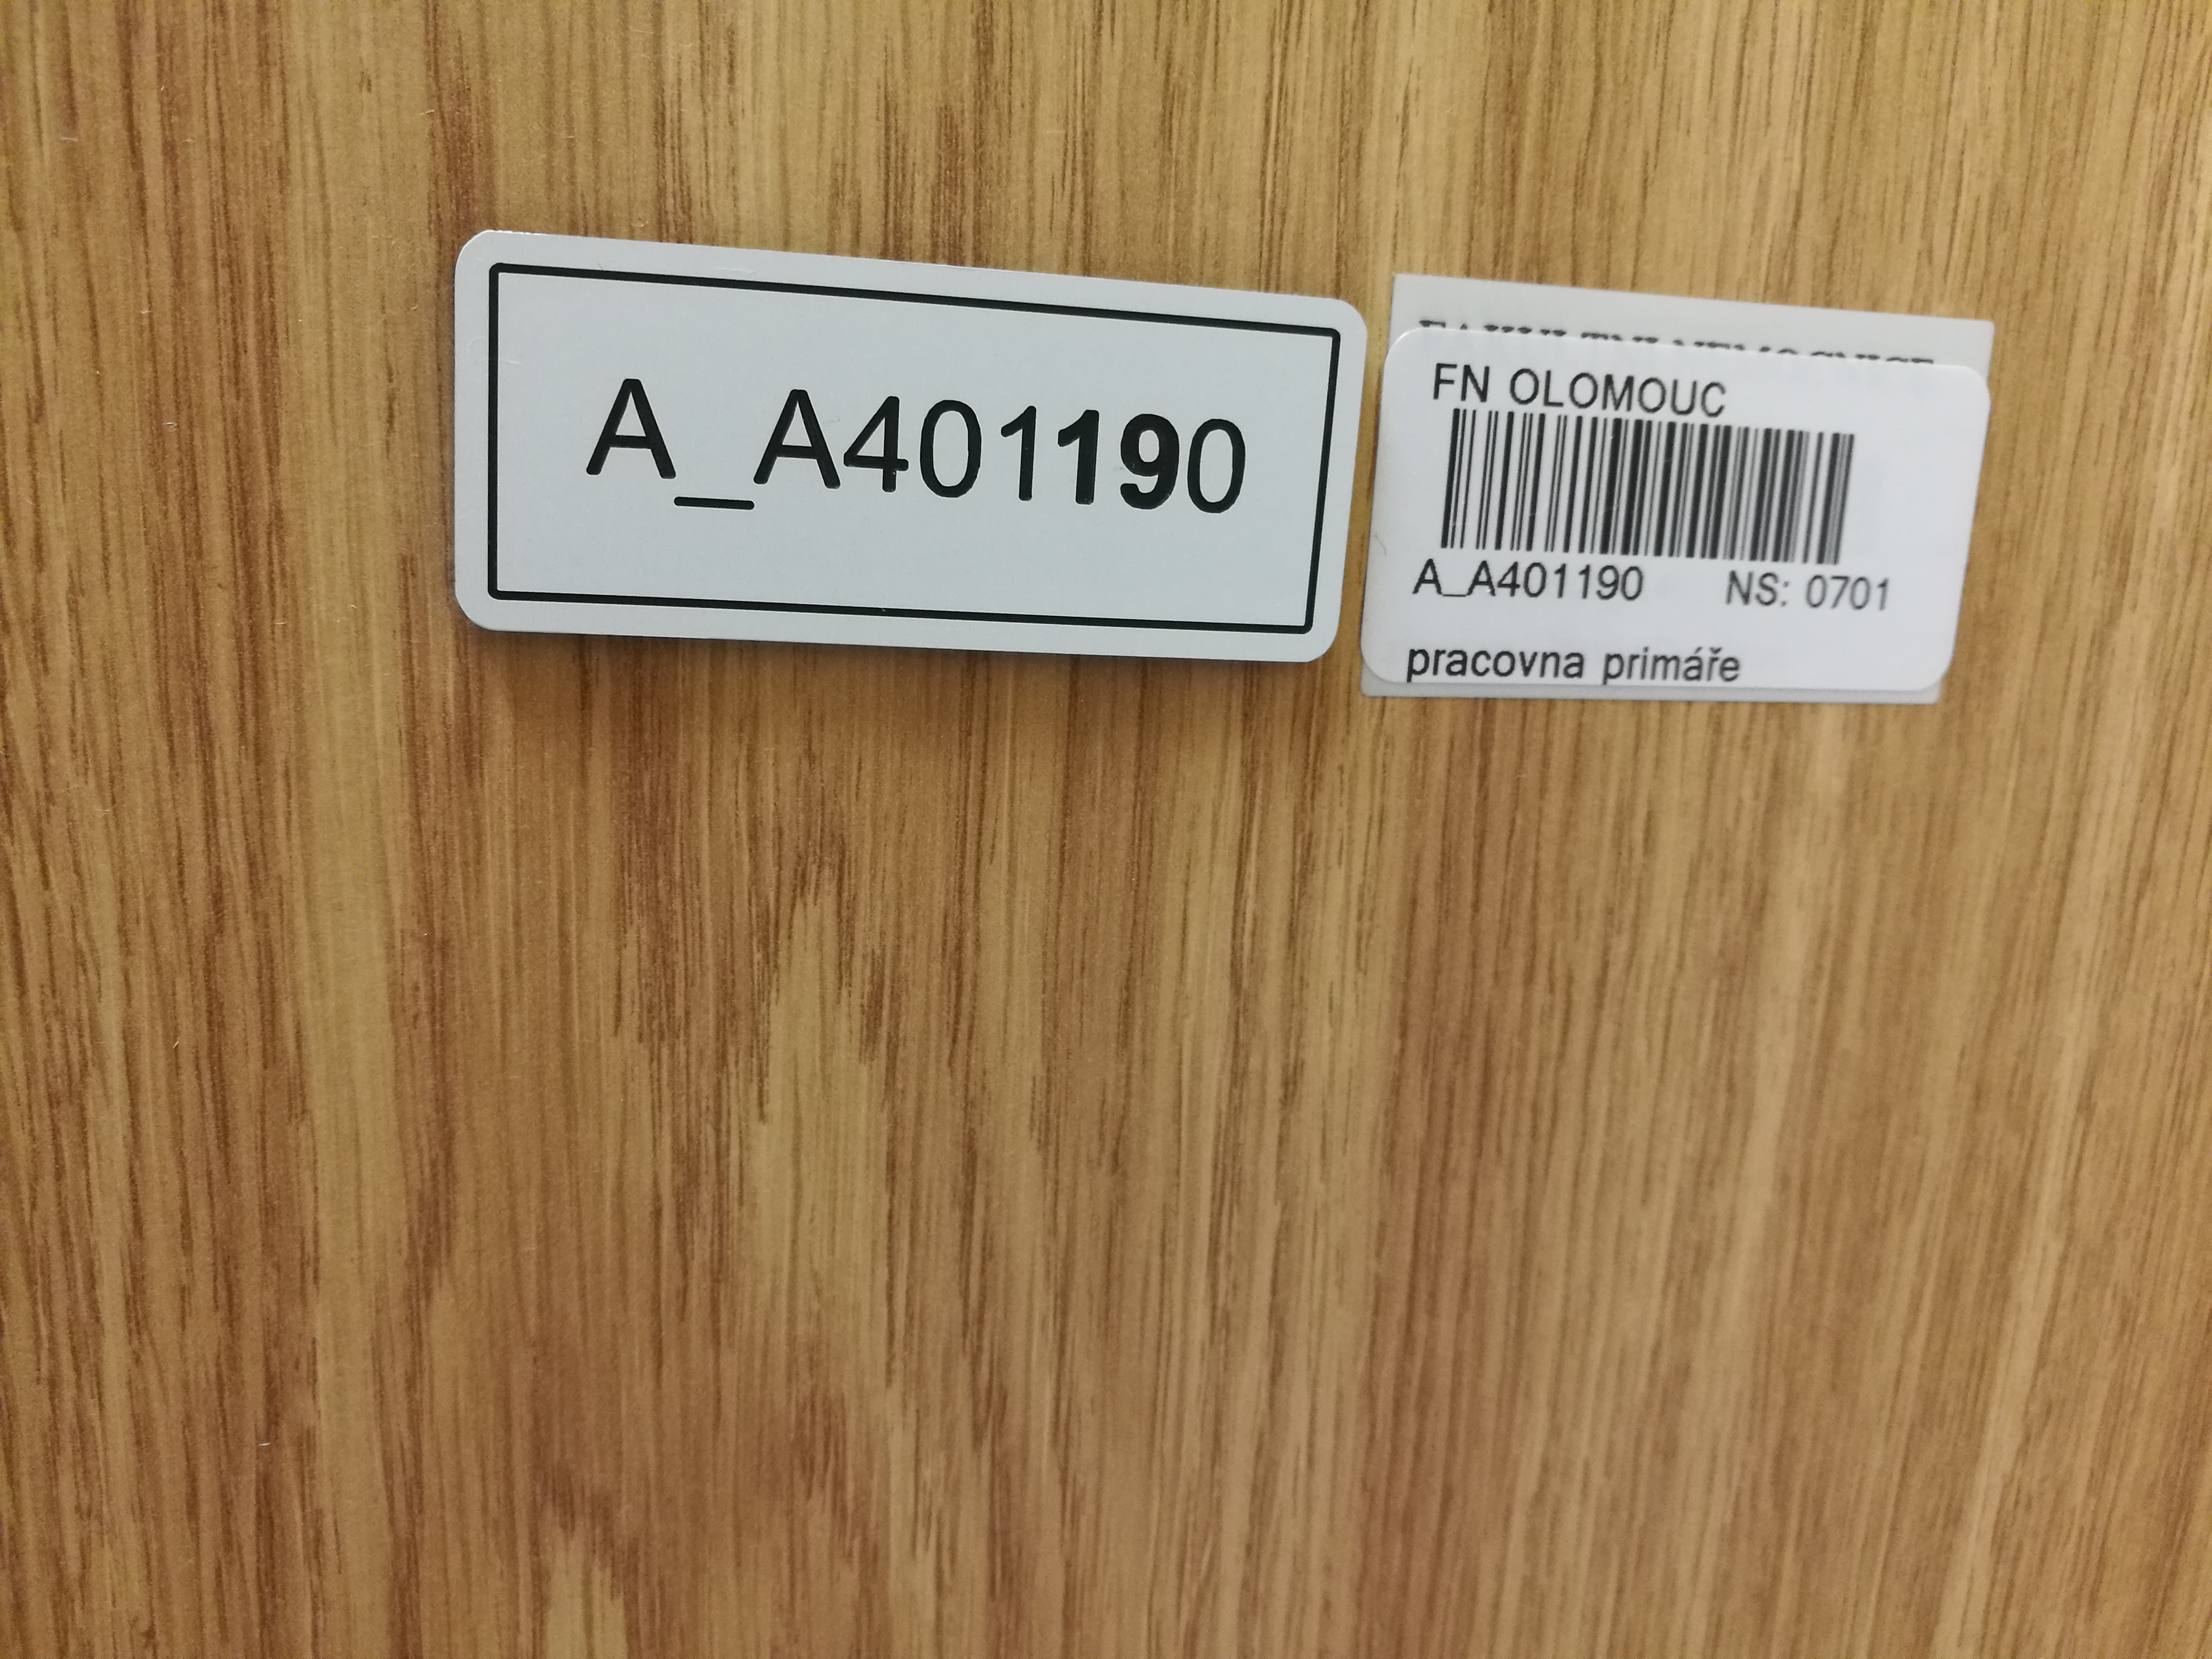 A_A401190
FN OLOMOUC
A_A401190 NS: 0701
pracovna primáře